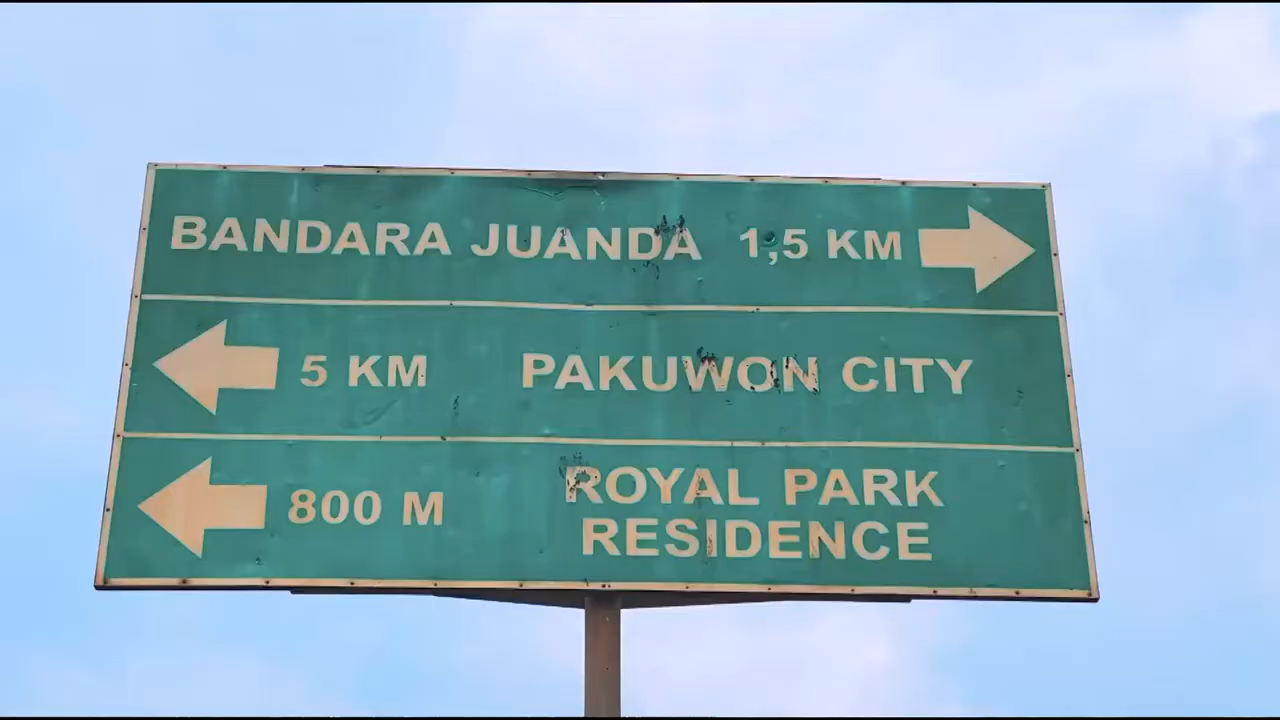 BANDARA JUANDA 1,5 KM
5 KM PAKUWON CITY
800 M ROYAL PARK
RESIDENCE